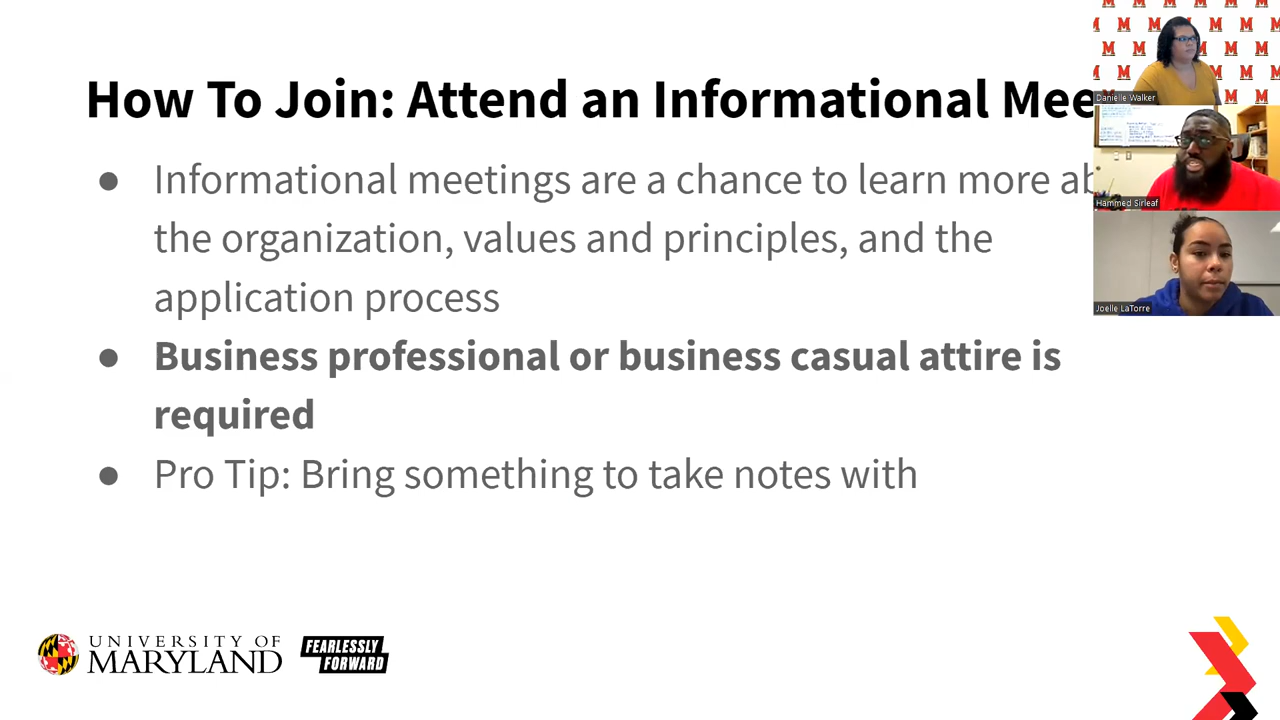 How To Join: Attend an Informational Mee
● Informational meetings are a chance to learn more ab
the organization, values and principles, and the
application process
● Business professional or business casual attire is
required
● Pro Tip: Bring something to take notes with
Danielle Walker
Hammed Sirleaf
Joelle LaTorre
UNIVERSITY OF
MARYLAND
FEARLESSLY
FORWARD